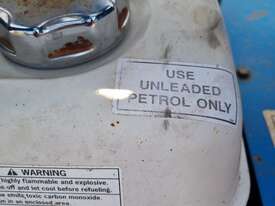 USE
UNLEADED
PETROL ONLY
WARNING
highly flammable and explosive.
off and let cool before refueling.
toxic carbon monoxide.
in an enclosed area.